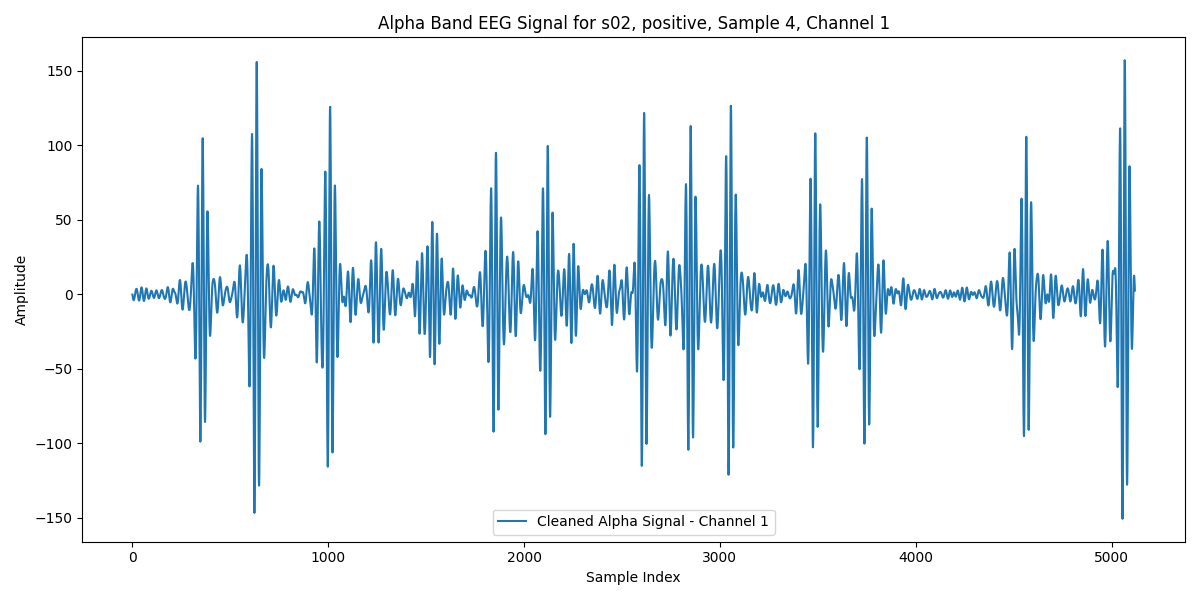 Alpha Band EEG Signal for s02, positive, Sample 4, Channel 1
Amplitude
150
100
50
0
−50
−100
−150
Cleaned Alpha Signal - Channel 1
0 1000 2000 3000 4000 5000
Sample Index